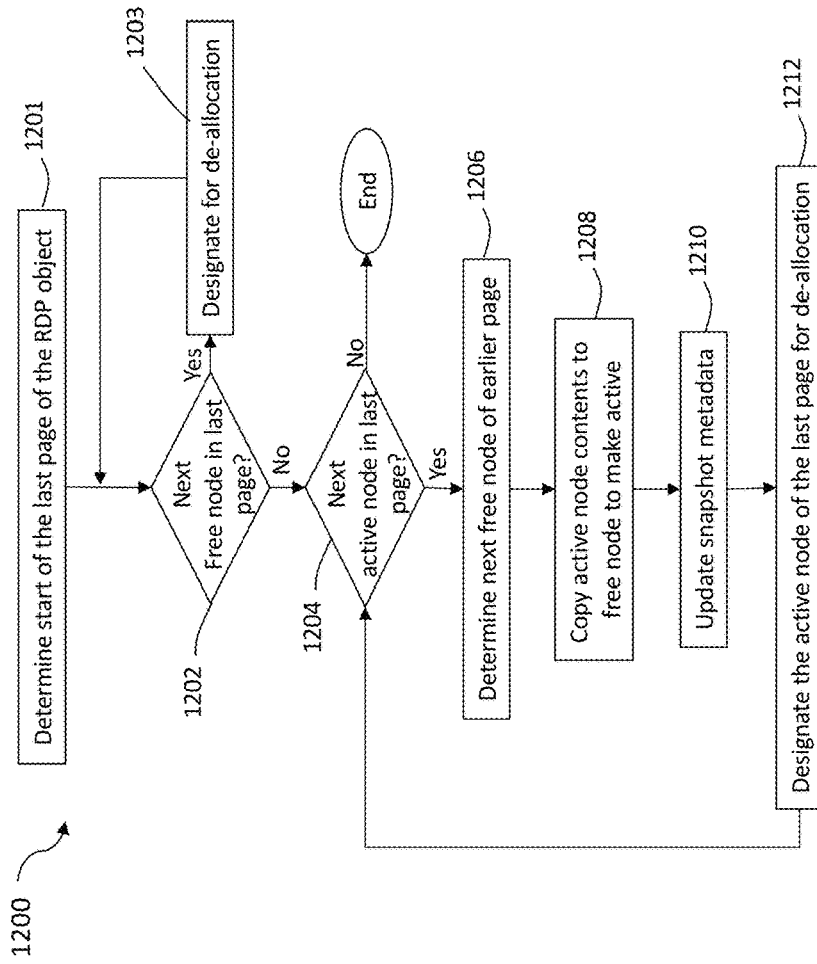 1200
1201
Determine start of the last page of the RDP object
1203
Designate for de-allocation
1202
Next
Free node in last
page?
Yes
No
1204
Next
active node in last
page?
No
End
Yes
1206
Determine next free node of earlier page
1208
Copy active node contents to
free node to make active
1210
Update snapshot metadata
1212
Designate the active node of the last page for de-allocation